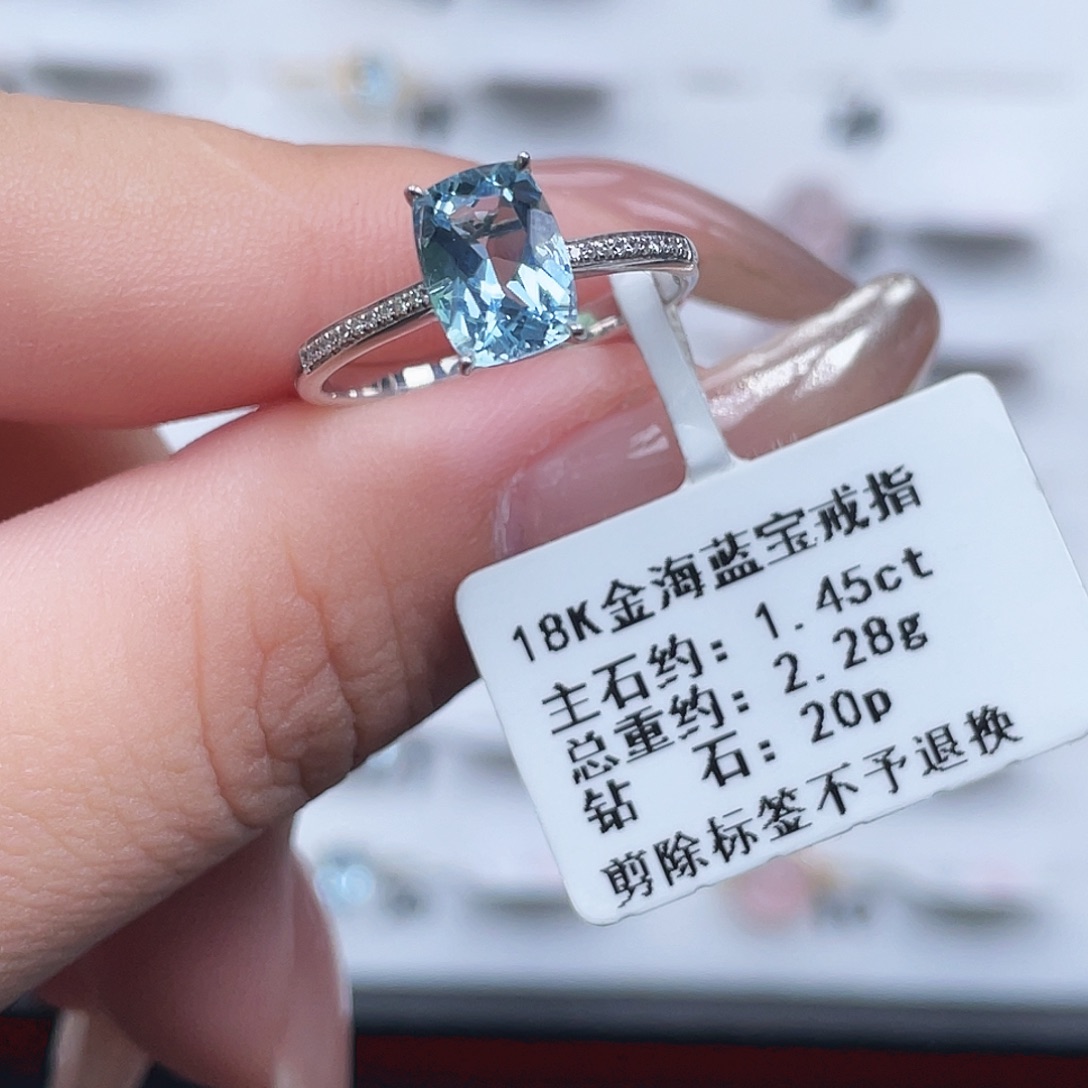 18K金海蓝宝戒指
主石约: 1.45ct
总重约: 2.28g
钻 石: 20p
剪除标签不予退换